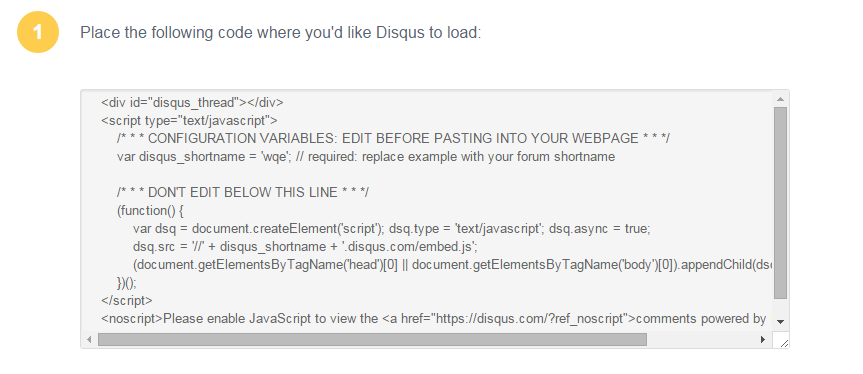 1
Place the following code where you'd like Disqus to load:
<div id="disqus_thread"></div>
<script type="text/javascript">
/* * * CONFIGURATION VARIABLES: EDIT BEFORE PASTING INTO YOUR WEBPAGE * * */
var disqus_shortname = 'wqe'; // required: replace example with your forum shortname
/* * * DON'T EDIT BELOW THIS LINE * * */
(function() {
var dsq = document.createElement('script'); dsq.type = 'text/javascript'; dsq.async = true;
dsq.src = '//' + disqus_shortname + '.disqus.com/embed.js';
(document.getElementsByTagName('head')[0] || document.getElementsByTagName('body')[0]).appendChild(dsq
})();
</script>
<noscript>Please enable JavaScript to view the <a href="https://disqus.com/?ref_noscript">comments powered by